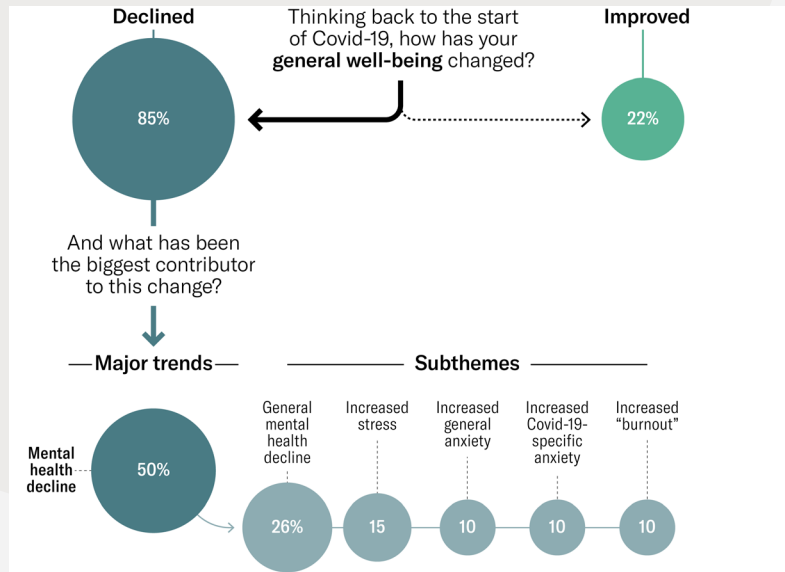 Declined
Thinking back to the start
of Covid-19, how has your
general well-being changed?
Improved
85%
22%
And what has been
the biggest contributor
to this change?
Major trends
Subthemes
General
mental
health
decline
Increased
stress
Increased
general
anxiety
Increased
Covid-19-
specific
anxiety
Increased
“burnout”
Mental
health
decline
50%
26%
15
10
10
10